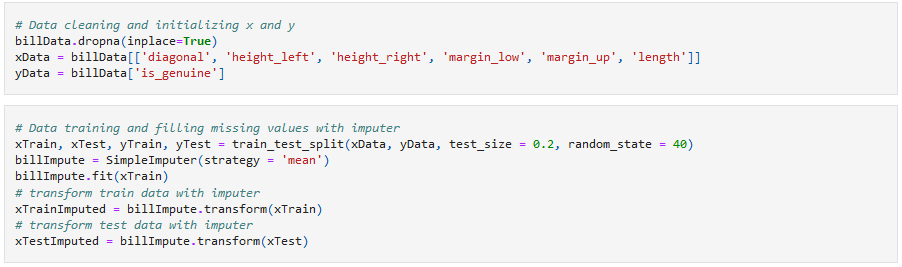 # Data cleaning and initializing x and y
billData.dropna(inplace=True)
xData = billData[['diagonal', 'height_left', 'height_right', 'margin_low', 'margin_up', 'length']]
yData = billData['is_genuine']
# Data training and filling missing values with imputer
xTrain, xTest, yTrain, yTest = train_test_split(xData, yData, test_size = 0.2, random_state = 40)
billImpute = SimpleImputer(strategy = 'mean')
billImpute.fit(xTrain)
# transform train data with imputer
xTrainImputed = billImpute.transform(xTrain)
# transform test data with imputer
xTestImputed = billImpute.transform(xTest)